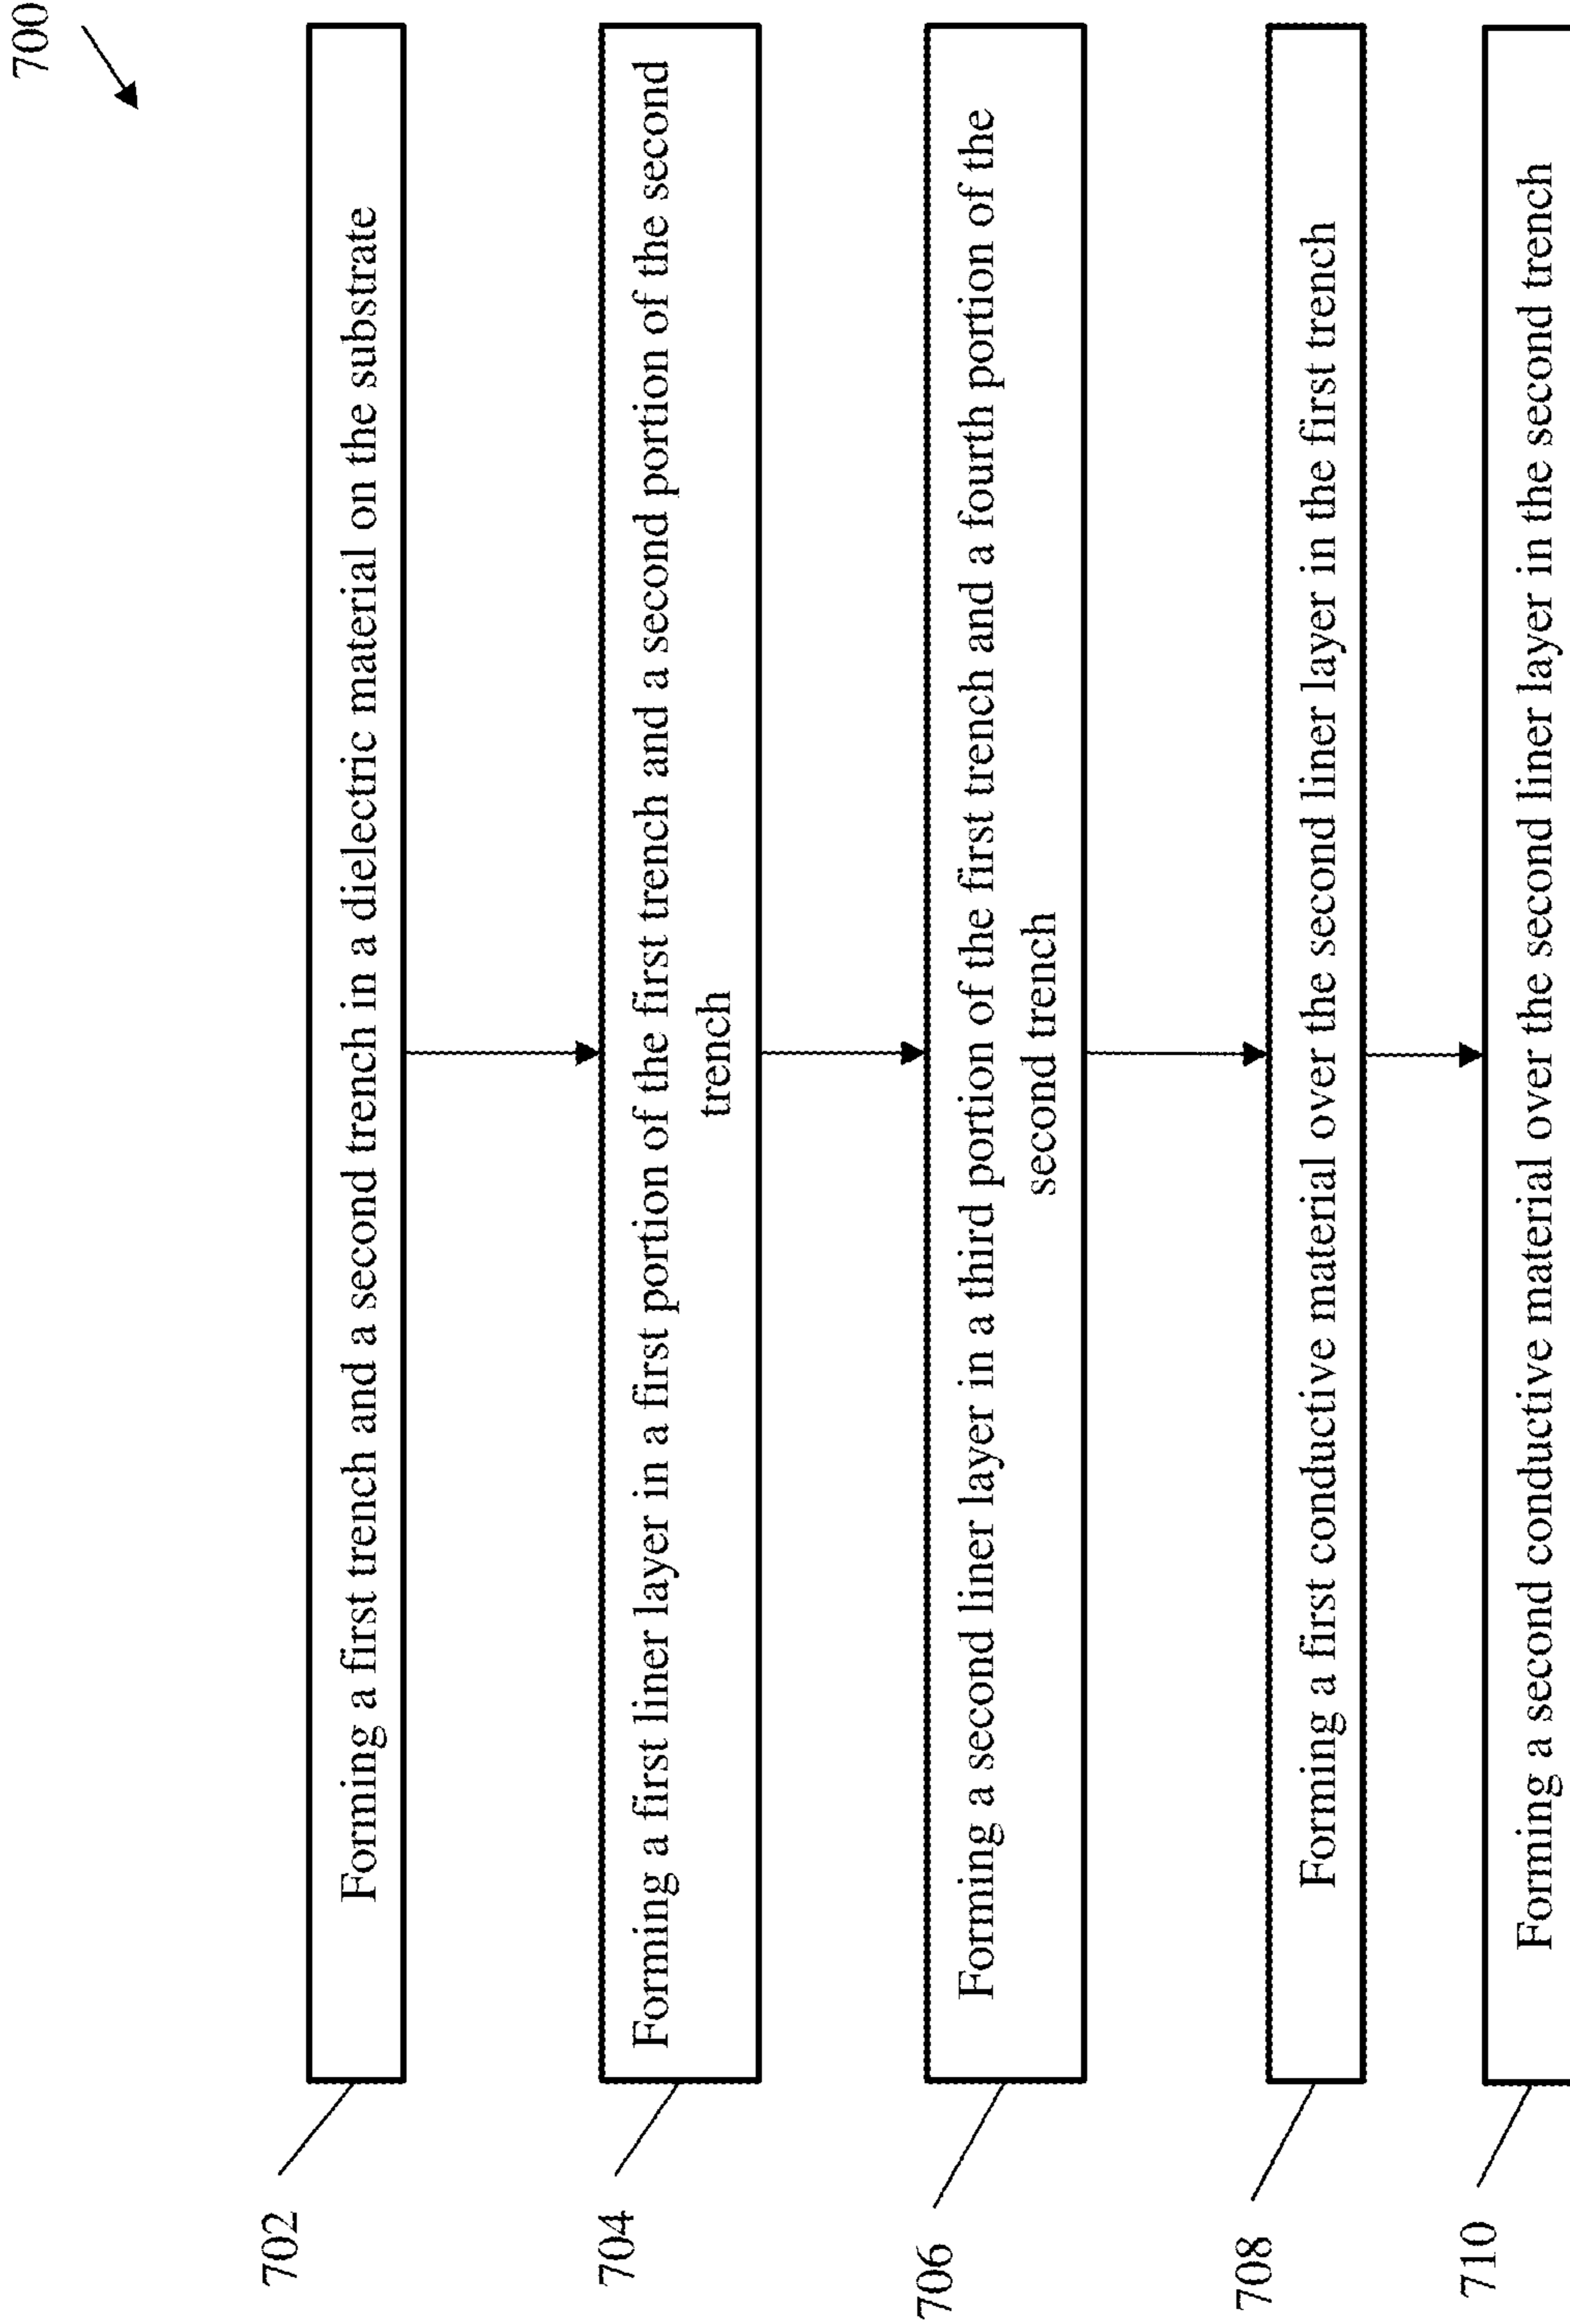 700
702
Forming a first trench and a second trench in a dielectric material on the substrate
704
Forming a first liner layer in a first portion of the first trench and a second portion of the second
trench
706
Forming a second liner layer in a third portion of the first trench and a fourth portion of the
second trench
708
Forming a first conductive material over the second liner layer in the first trench
710
Forming a second conductive material over the second liner layer in the second trench